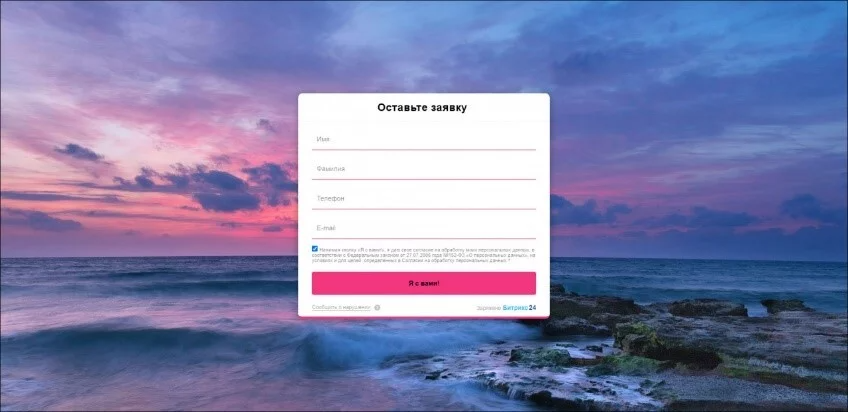 Оставьте заявку
Имя
Фамилия
Телефон
E-mail
Нажимая кнопку «Я с вами!», я даю свое согласие на обработку моих персональных данных, в
соответствии с Федеральным законом от 27.07.2006 года №152-ФЗ «О персональных данных», на
условиях и для целей, определенных в Согласии на обработку персональных данных *
Я с вами!
Сообщить о нарушении
Заряжено Битрикс 24